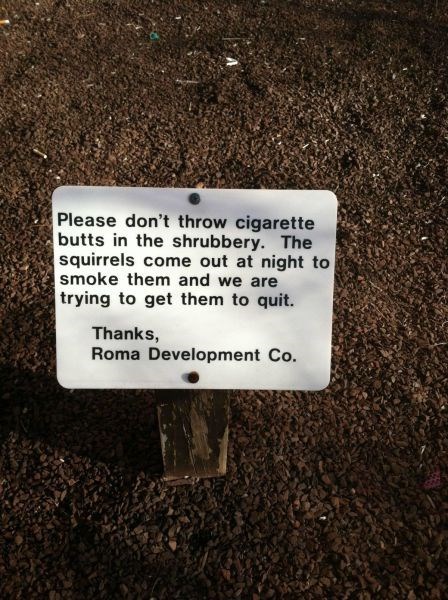 Please don't throw cigarette
butts in the shrubbery.  The
squirrels come out at night to
smoke them and we are
trying to get them to quit.
Thanks,
Roma Development Co.